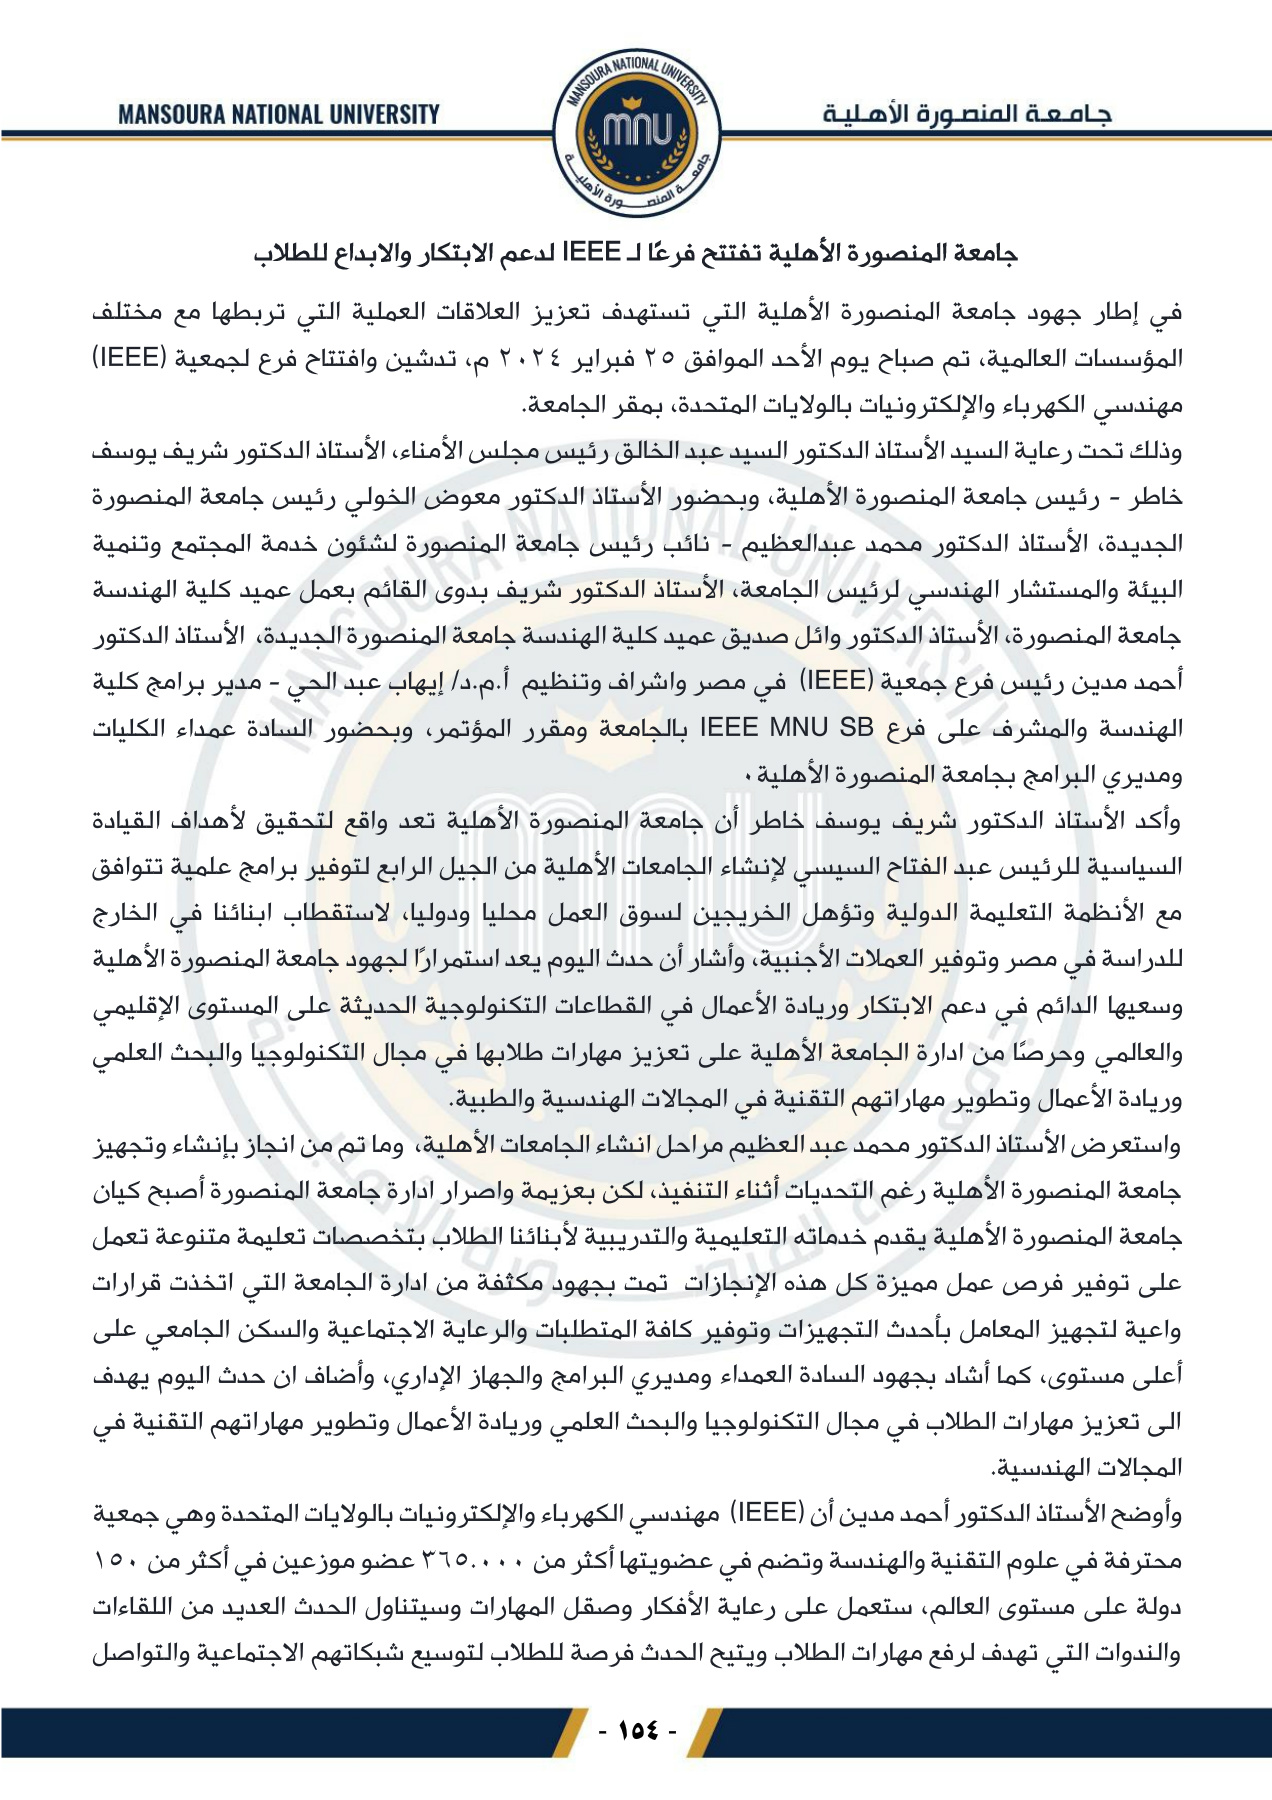 MANSOURA NATIONAL UNIVERSITY
جامعة المنصورة الأهلية
MANSOURA NATIONAL UNIVERSITY
mnu
جامعة المنصورة الأهلية
جامعة المنصورة الأهلية تفتتح فرعًا لـ IEEE لدعم الابتكار والابداع للطلاب
في إطار جهود جامعة المنصورة الأهلية التي تستهدف تعزيز العلاقات العملية التي تربطها مع مختلف
المؤسسات العالمية، تم صباح يوم الأحد الموافق ٢٥ فبراير ٢٠٢٤ م، تدشين وافتتاح فرع لجمعية (IEEE)
مهندسي الكهرباء والإلكترونيات بالولايات المتحدة، بمقر الجامعة.
وذلك تحت رعاية السيد الأستاذ الدكتور السيد عبد الخالق رئيس مجلس الأمناء، الأستاذ الدكتور شريف يوسف
خاطر - رئيس جامعة المنصورة الأهلية، وبحضور الأستاذ الدكتور معوض الخولي رئيس جامعة المنصورة
الجديدة، الأستاذ الدكتور محمد عبدالعظيم - نائب رئيس جامعة المنصورة لشئون خدمة المجتمع وتنمية
البيئة والمستشار الهندسي لرئيس الجامعة، الأستاذ الدكتور شريف بدوى القائم بعمل عميد كلية الهندسة
جامعة المنصورة، الأستاذ الدكتور وائل صديق عميد كلية الهندسة جامعة المنصورة الجديدة، الأستاذ الدكتور
أحمد مدين رئيس فرع جمعية (IEEE) في مصر واشراف وتنظيم أ.م.د/ إيهاب عبد الحي - مدير برامج كلية
الهندسة والمشرف على فرع IEEE MNU SB بالجامعة ومقرر المؤتمر، وبحضور السادة عمداء الكليات
ومديري البرامج بجامعة المنصورة الأهلية٠
وأكد الأستاذ الدكتور شريف يوسف خاطر أن جامعة المنصورة الأهلية تعد واقع لتحقيق لأهداف القيادة
السياسية للرئيس عبد الفتاح السيسي لإنشاء الجامعات الأهلية من الجيل الرابع لتوفير برامج علمية تتوافق
مع الأنظمة التعليمة الدولية وتؤهل الخريجين لسوق العمل محليا ودوليا، لاستقطاب ابنائنا في الخارج
للدراسة في مصر وتوفير العملات الأجنبية، وأشار أن حدث اليوم يعد استمرارًا لجهود جامعة المنصورة الأهلية
وسعيها الدائم في دعم الابتكار وريادة الأعمال في القطاعات التكنولوجية الحديثة على المستوى الإقليمي
والعالمي وحرصًا من ادارة الجامعة الأهلية على تعزيز مهارات طلابها في مجال التكنولوجيا والبحث العلمي
وريادة الأعمال وتطوير مهاراتهم التقنية في المجالات الهندسية والطبية.
واستعرض الأستاذ الدكتور محمد عبد العظيم مراحل انشاء الجامعات الأهلية، وما تم من انجاز بإنشاء وتجهيز
جامعة المنصورة الأهلية رغم التحديات أثناء التنفيذ، لكن بعزيمة واصرار ادارة جامعة المنصورة أصبح كيان
جامعة المنصورة الأهلية يقدم خدماته التعليمية والتدريبية لأبنائنا الطلاب بتخصصات تعليمة متنوعة تعمل
على توفير فرص عمل مميزة كل هذه الإنجازات تمت بجهود مكثفة من ادارة الجامعة التي اتخذت قرارات
واعية لتجهيز المعامل بأحدث التجهيزات وتوفير كافة المتطلبات والرعاية الاجتماعية والسكن الجامعي على
أعلى مستوى، كما أشاد بجهود السادة العمداء ومديري البرامج والجهاز الإداري، وأضاف ان حدث اليوم يهدف
الى تعزيز مهارات الطلاب في مجال التكنولوجيا والبحث العلمي وريادة الأعمال وتطوير مهاراتهم التقنية في
المجالات الهندسية.
وأوضح الأستاذ الدكتور أحمد مدين أن (IEEE) مهندسي الكهرباء والإلكترونيات بالولايات المتحدة وهي جمعية
محترفة في علوم التقنية والهندسة وتضم في عضويتها أكثر من ٣٦٥.٠٠٠ عضو موزعين في أكثر من ١٥٠
دولة على مستوى العالم، ستعمل على رعاية الأفكار وصقل المهارات وسيتناول الحدث العديد من اللقاءات
والندوات التي تهدف لرفع مهارات الطلاب ويتيح الحدث فرصة للطلاب لتوسيع شبكاتهم الاجتماعية والتواصل
- ١٥٤ -